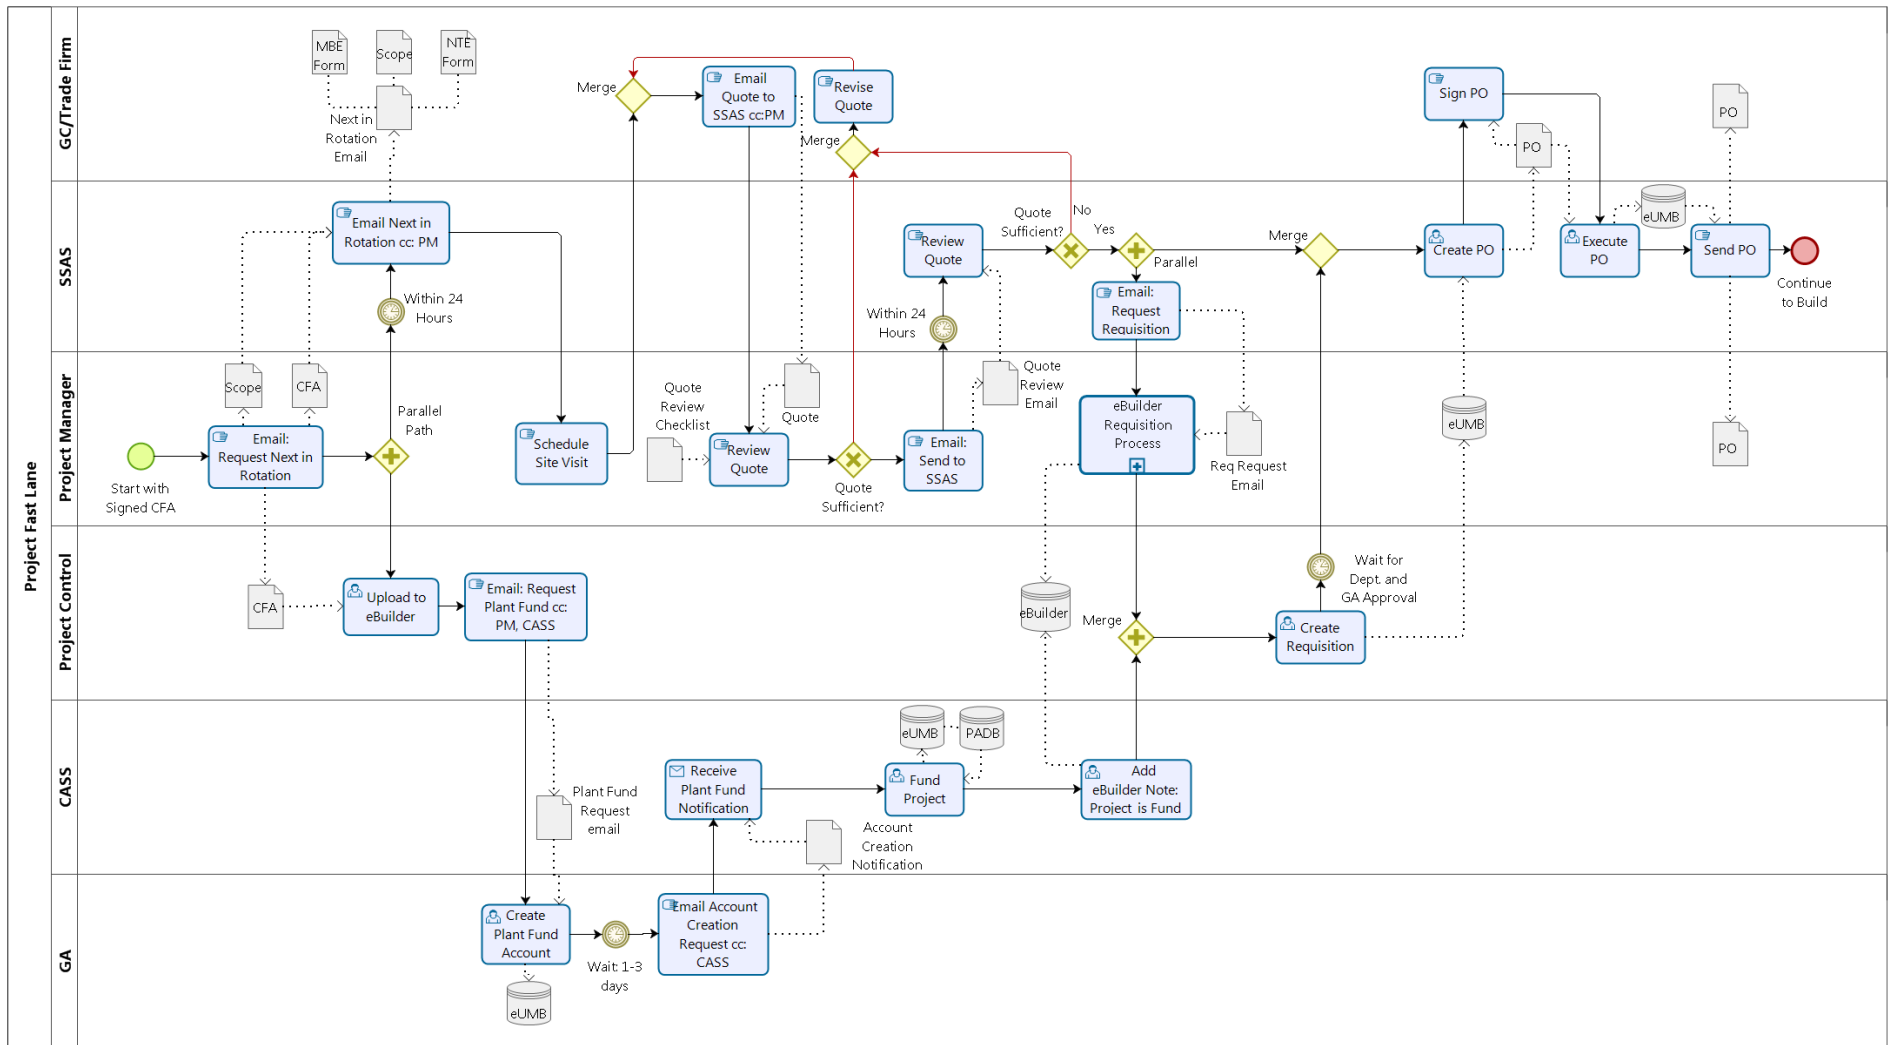 Project Fast Lane
GC/Trade Firm
MBE
Form
Scope
NTE
Form
Next in
Rotation
Email
Merge
Email
Quote to
SSAS cc:PM
Revise
Quote
Merge
Sign PO
PO
PO
SSAS
Email Next in
Rotation cc: PM
Within 24
Hours
Review
Quote
Within 24
Hours
Quote
Sufficient?
No
Yes
Parallel
Email:
Request
Requisition
Merge
Create PO
Execute
PO
eUMB
Send PO
Continue
to Build
Project Manager
Start with
Signed CFA
Scope
CFA
Email:
Request Next in
Rotation
Parallel
Path
Schedule
Site Visit
Quote
Review
Checklist
Quote
Review
Quote
Quote
Sufficient?
Email:
Send to
SSAS
Quote
Review
Email
eBuilder
Requisition
Process
Req Request
Email
eUMB
PO
Project Control
CFA
Upload to
eBuilder
Email: Request
Plant Fund cc:
PM, CASS
eBuilder
Merge
Create
Requisition
Wait for
Dept. and
GA Approval
CASS
Plant Fund
Request
email
Receive
Plant Fund
Notification
Account
Creation
Notification
eUMB
PADB
Fund
Project
Add
eBuilder Note:
Project is Fund
GA
Create
Plant Fund
Account
eUMB
Wait: 1-3
days
Email Account
Creation
Request cc:
CASS